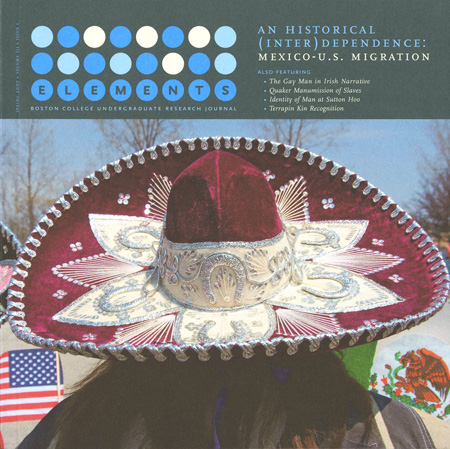 AN HISTORICAL
(INTER)DEPENDENCE:
MEXICO-U.S. MIGRATION
ALSO FEATURING
• The Gay Man in Irish Narrative
• Quaker Manumission of Slaves
• Identity of Man at Sutton Hoo
• Terrapin Kin Recognition
ELEMENTS
BOSTON COLLEGE UNDERGRADUATE RESEARCH JOURNAL